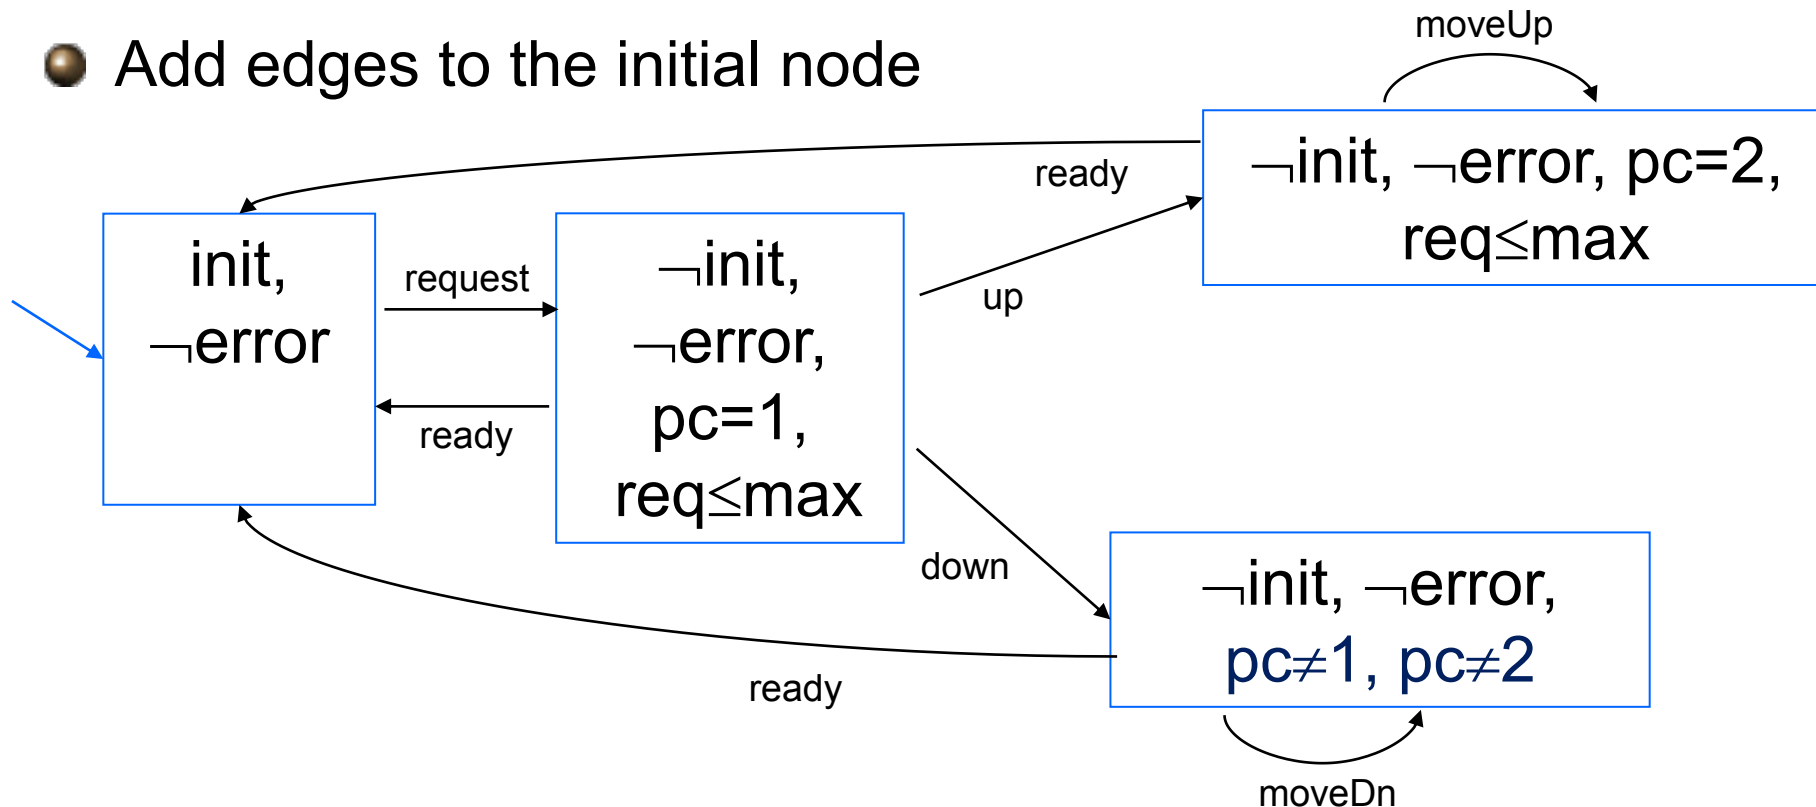 Add edges to the initial node
moveUp
¬init, ¬error, pc=2,
req≤max
ready
init,
¬error
request
¬init,
¬error,
pc=1,
req≤max
up
ready
down
¬init, ¬error,
pc≠1, pc≠2
ready
moveDn